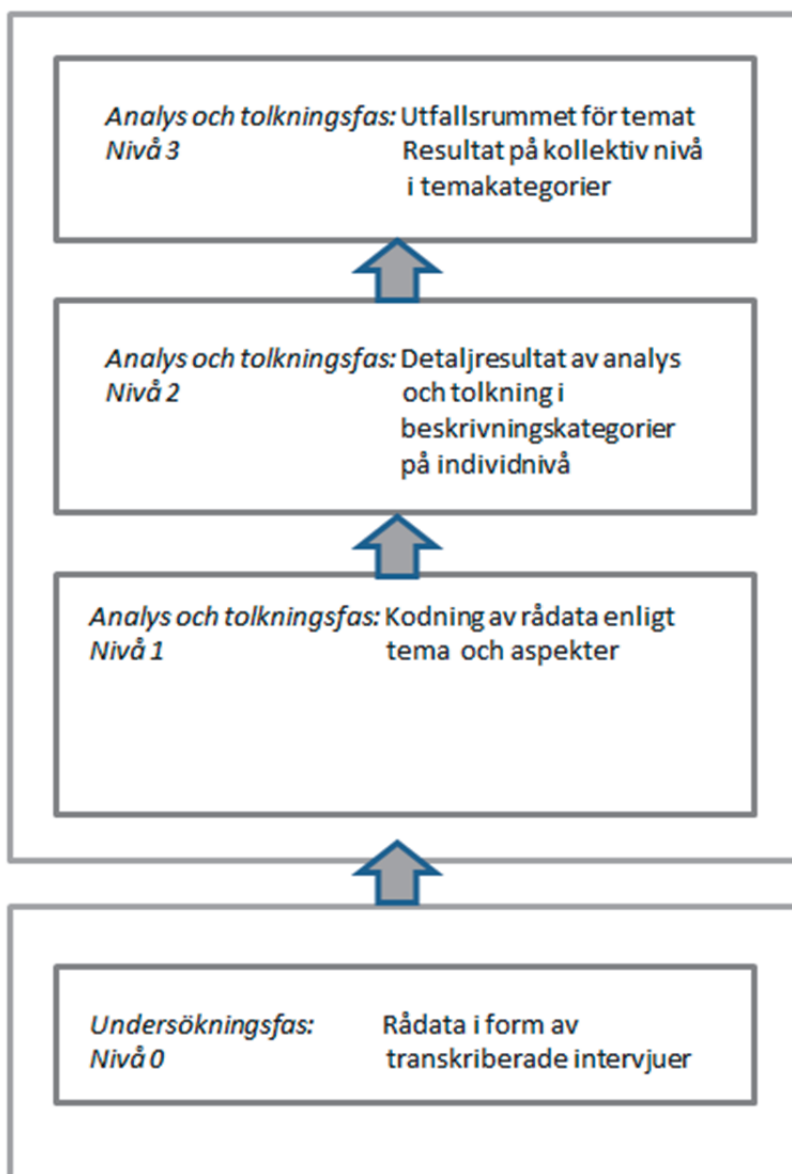 Analys och tolkningsfas: Utfallsrummet för temat
Nivå 3 Resultat på kollektiv nivå
i temakategorier
Analys och tolkningsfas: Detaljresultat av analys
Nivå 2 och tolkning i
beskrivningskategorier
på individnivå
Analys och tolkningsfas: Kodning av rådata enligt
Nivå 1 tema och aspekter
Undersökningsfas: Rådata i form av
Nivå 0 transkriberade intervjuer